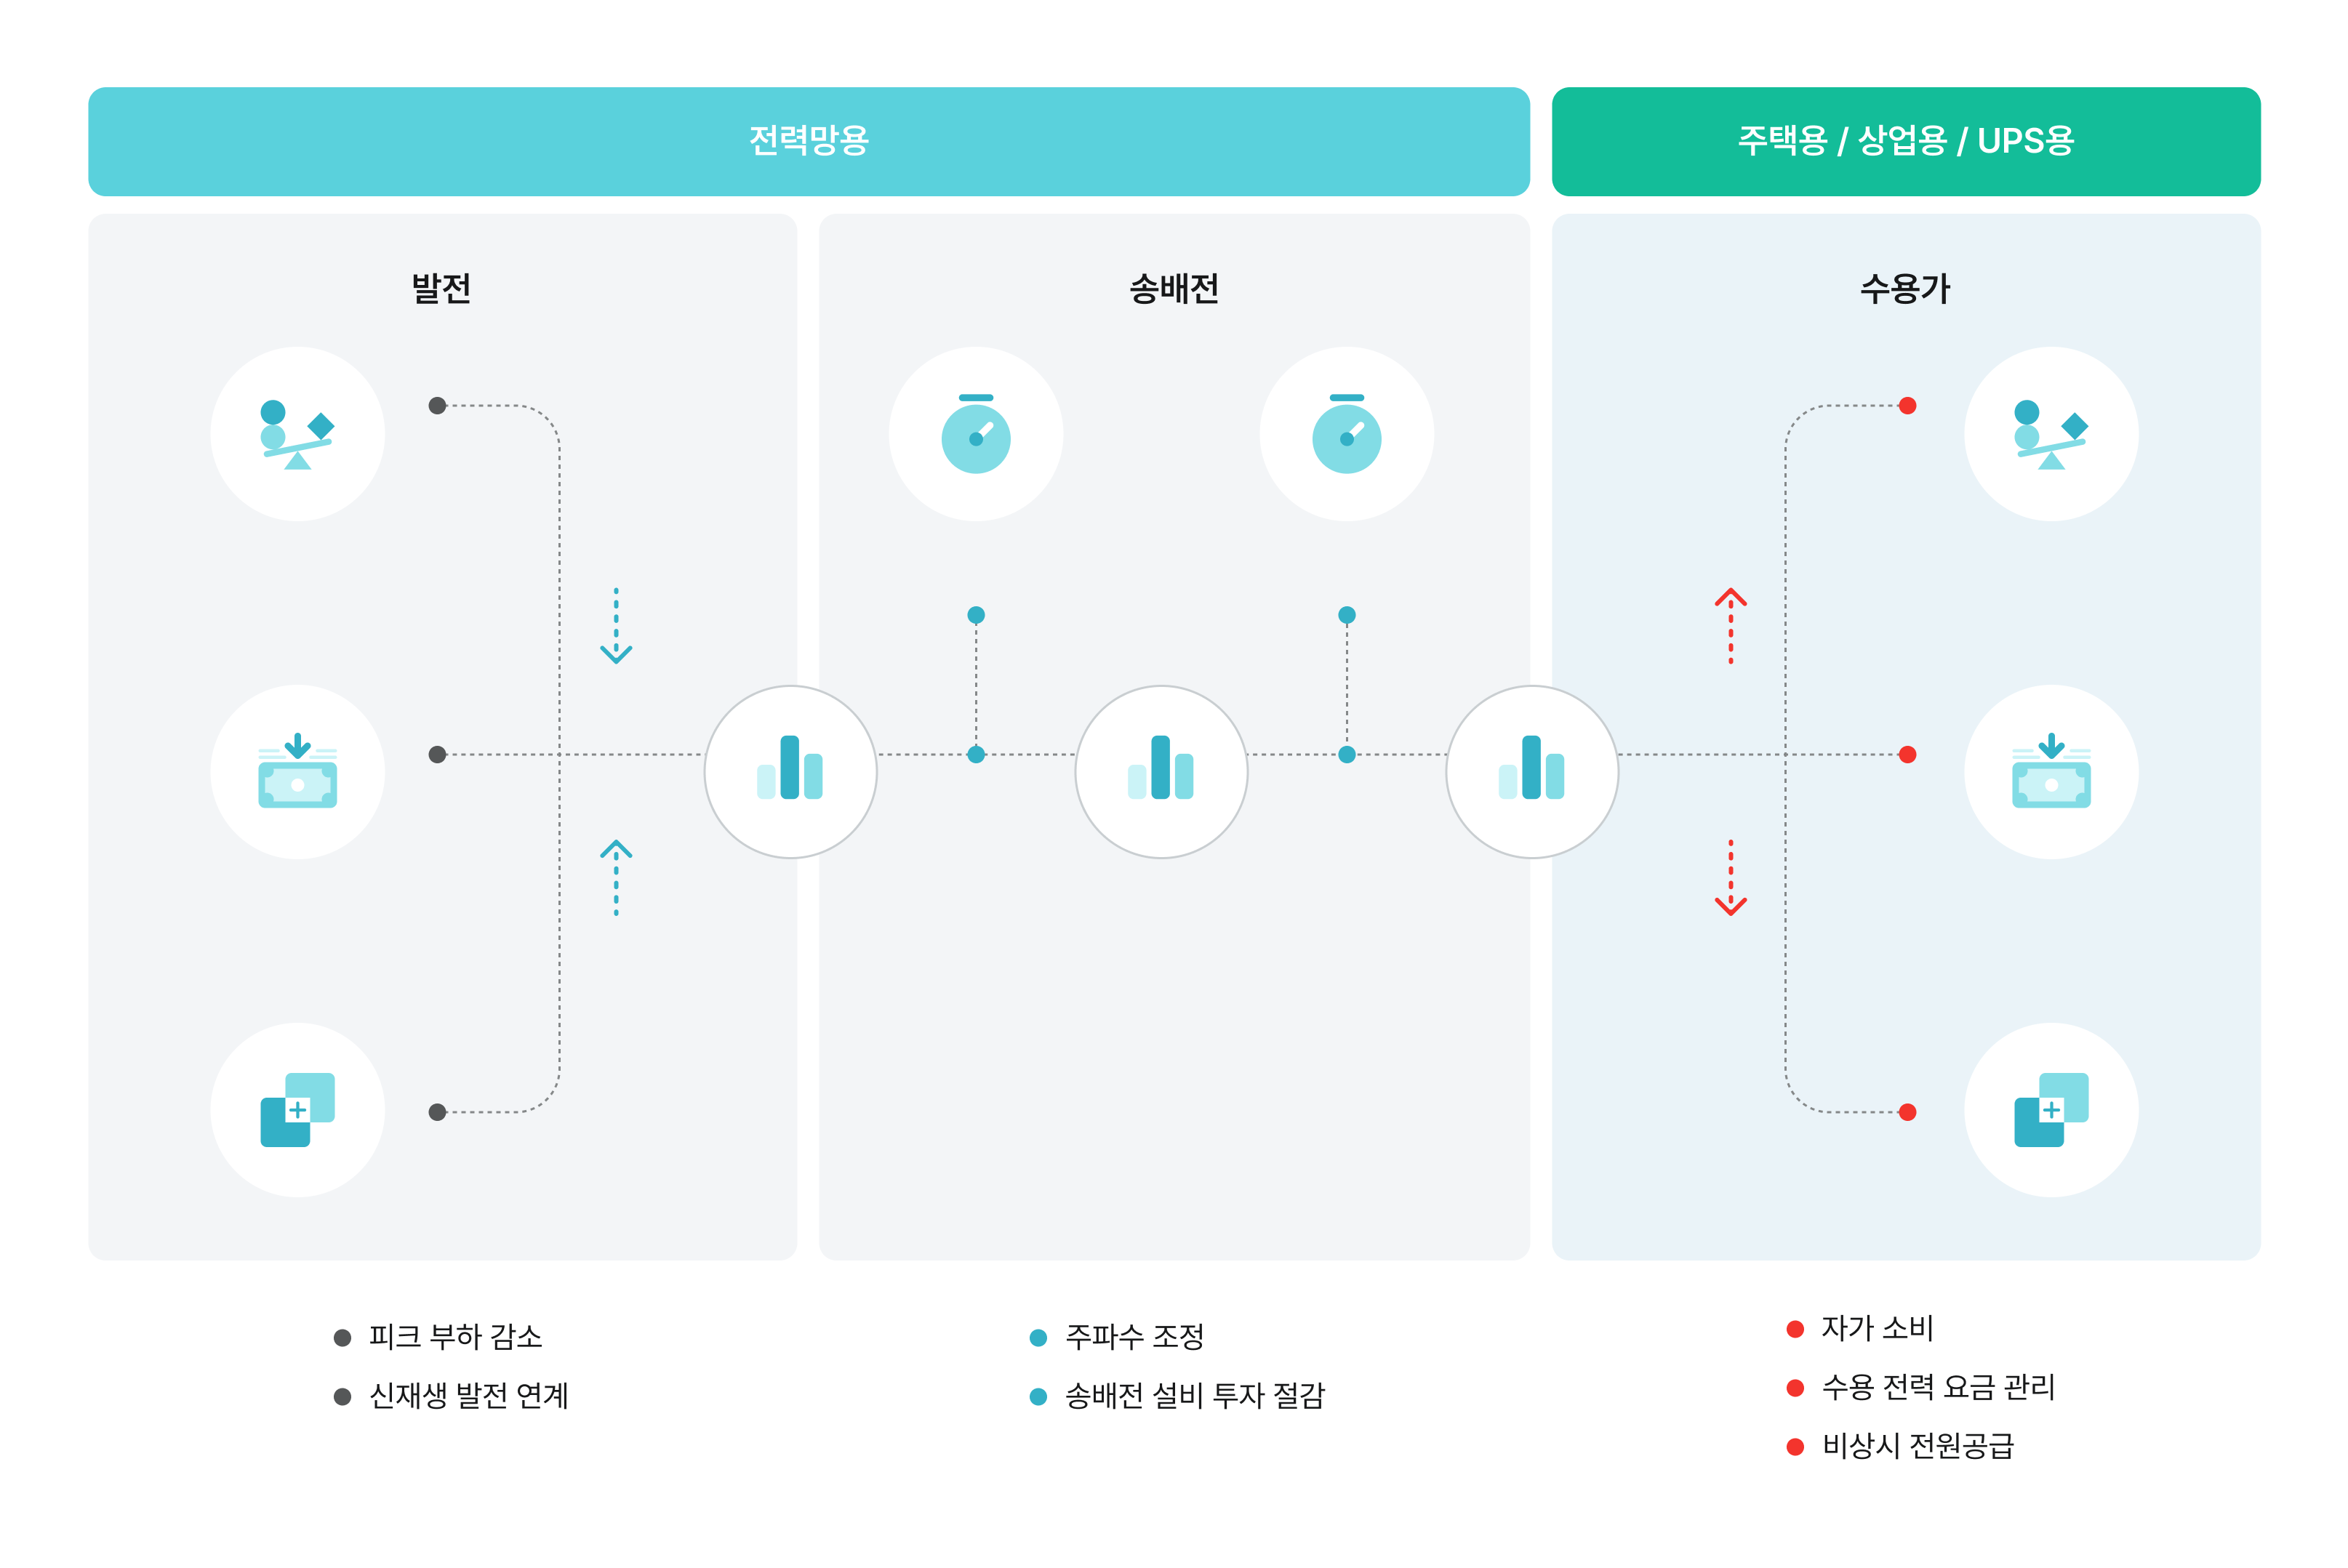 전력망용
주택용 / 상업용 / UPS용
발전
송배전
수용가
피크 부하 감소
신재생 발전 연계
주파수 조정
송배전 설비 투자 절감
자가 소비
수용 전력 요금 관리
비상시 전원공급